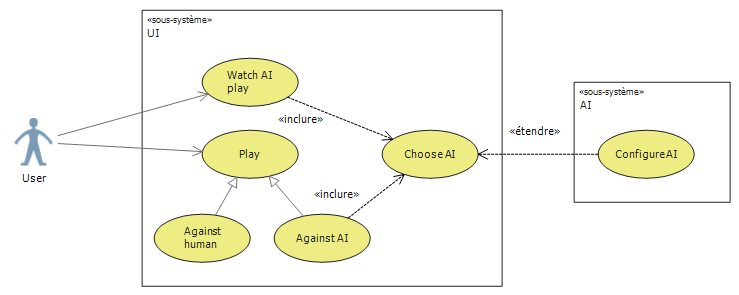 «sous-système»
UI
Watch AI
play
«inclure»
«sous-système»
AI
«étendre»
User
Play
Choose AI
Configure AI
«inclure»
Against
human
Against AI